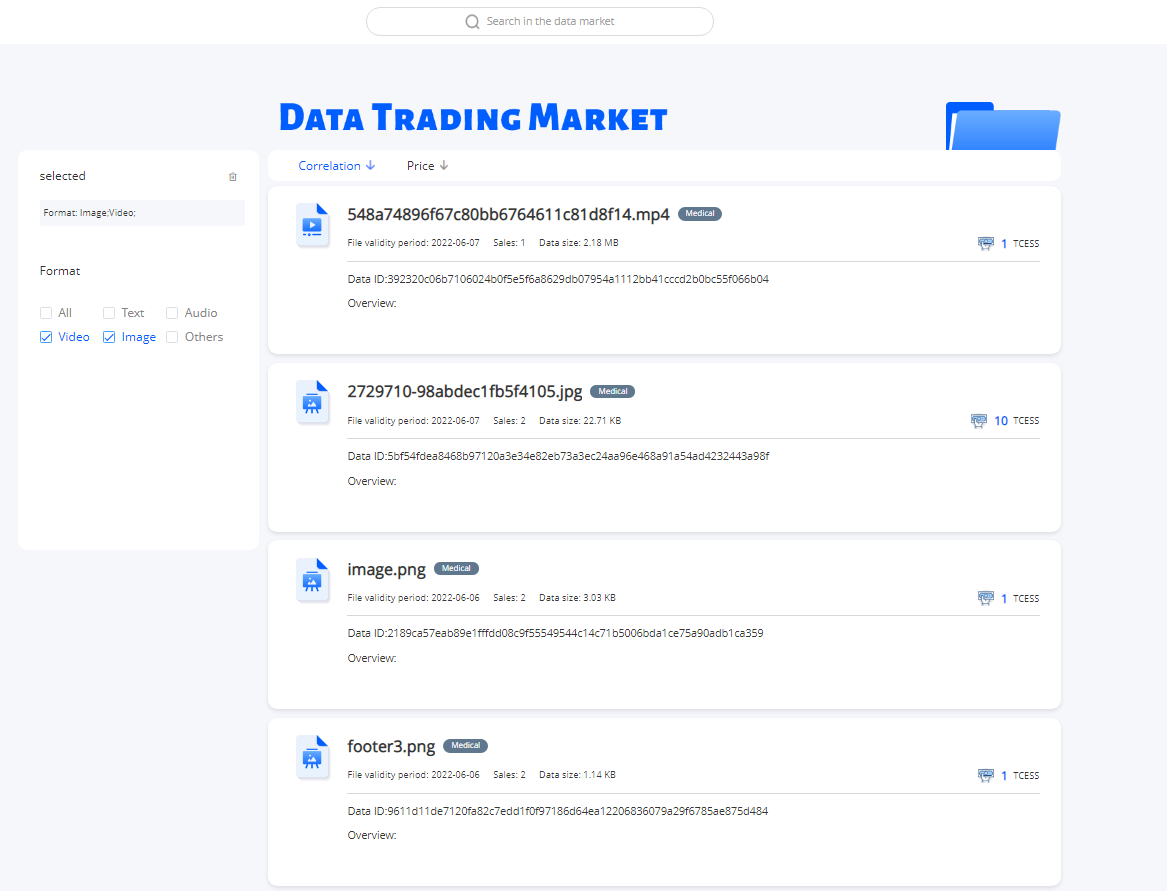 Search in the data market
Data Trading Market
selected
Format: Image;Video;
Format
All Text Audio
Video Image Others
Correlation Price
548a74896f67c80bb6764611c81d8f14.mp4 Medical
File validity period: 2022-06-07 Sales: 1 Data size: 2.18 MB 1 TCESS
Data ID:392320c06b7106024b0f5e5f6a8629db07954a1112bb41cccd2b0bc55f066b04
Overview:
2729710-98abdec1fb5f4105.jpg Medical
File validity period: 2022-06-07 Sales: 2 Data size: 22.71 KB 10 TCESS
Data ID:5bf54fdea8468b97120a3e34e82eb73a3ec24aa96e468a91a54ad4232443a98f
Overview:
image.png Medical
File validity period: 2022-06-06 Sales: 2 Data size: 3.03 KB 1 TCESS
Data ID:2189ca57eab89e1fffdd08c9f55549544c14c71b5006bda1ce75a90adb1ca359
Overview:
footer3.png Medical
File validity period: 2022-06-06 Sales: 2 Data size: 1.14 KB 1 TCESS
Data ID:9611d11de7120fa82c7edd1f0f97186d64ea12206836079a29f6785ae875d484
Overview: